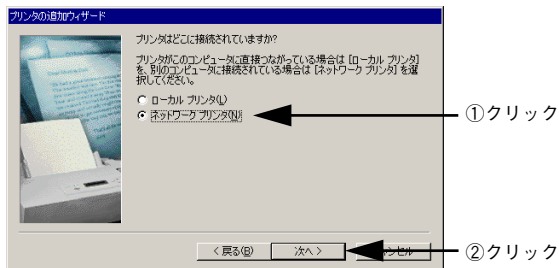 プリンタの追加ウィザード
プリンタはどこに接続されていますか?
プリンタがこのコンピュータに直接つながっている場合は [ローカル プリンタ]
を、別のコンピュータに接続されている場合は [ネットワーク プリンタ] を選
択してください。
ローカル プリンタ(L)
ネットワーク プリンタ(N)
①クリック
< 戻る(B)
次へ >
ンセル
②クリック